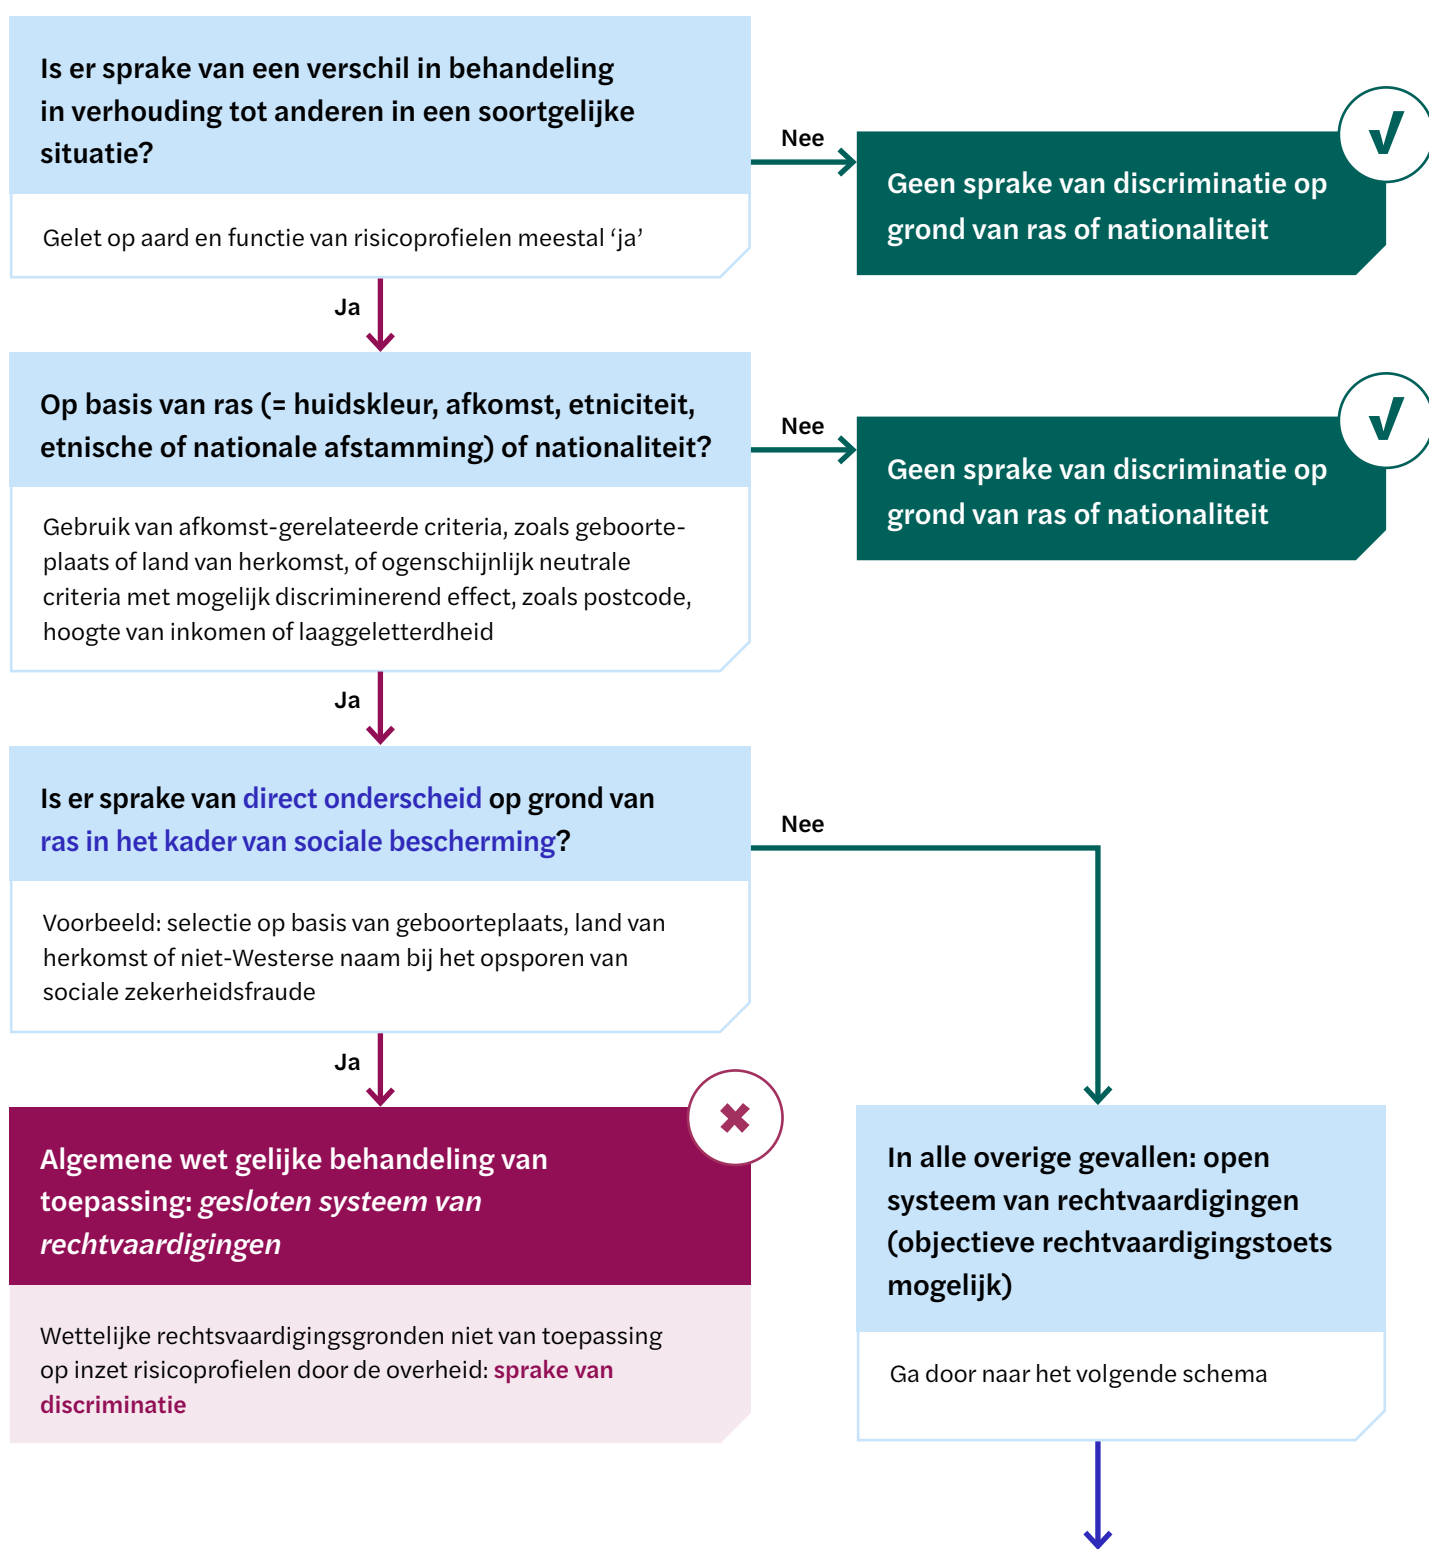 Is er sprake van een verschil in behandeling
in verhouding tot anderen in een soortgelijke
situatie?
Gelet op aard en functie van risicoprofielen meestal ‘ja’
Nee
Geen sprake van discriminatie op
grond van ras of nationaliteit
Ja
Op basis van ras (= huidskleur, afkomst, etniciteit,
etnische of nationale afstamming) of nationaliteit?
Gebruik van afkomst-gerelateerde criteria, zoals geboorte-
plaats of land van herkomst, of ogenschijnlijk neutrale
criteria met mogelijk discriminerend effect, zoals postcode,
hoogte van inkomen of laaggeletterdheid
Nee
Geen sprake van discriminatie op
grond van ras of nationaliteit
Ja
Is er sprake van direct onderscheid op grond van
ras in het kader van sociale bescherming?
Voorbeeld: selectie op basis van geboorteplaats, land van
herkomst of niet-Westerse naam bij het opsporen van
sociale zekerheidsfraude
Nee
Ja
Algemene wet gelijke behandeling van
toepassing: gesloten systeem van
rechtvaardigingen
Wettelijke rechtsvaardigingsgronden niet van toepassing
op inzet risicoprofielen door de overheid: sprake van
discriminatie
In alle overige gevallen: open
systeem van rechtvaardigingen
(objectieve rechtvaardigingstoets
mogelijk)
Ga door naar het volgende schema